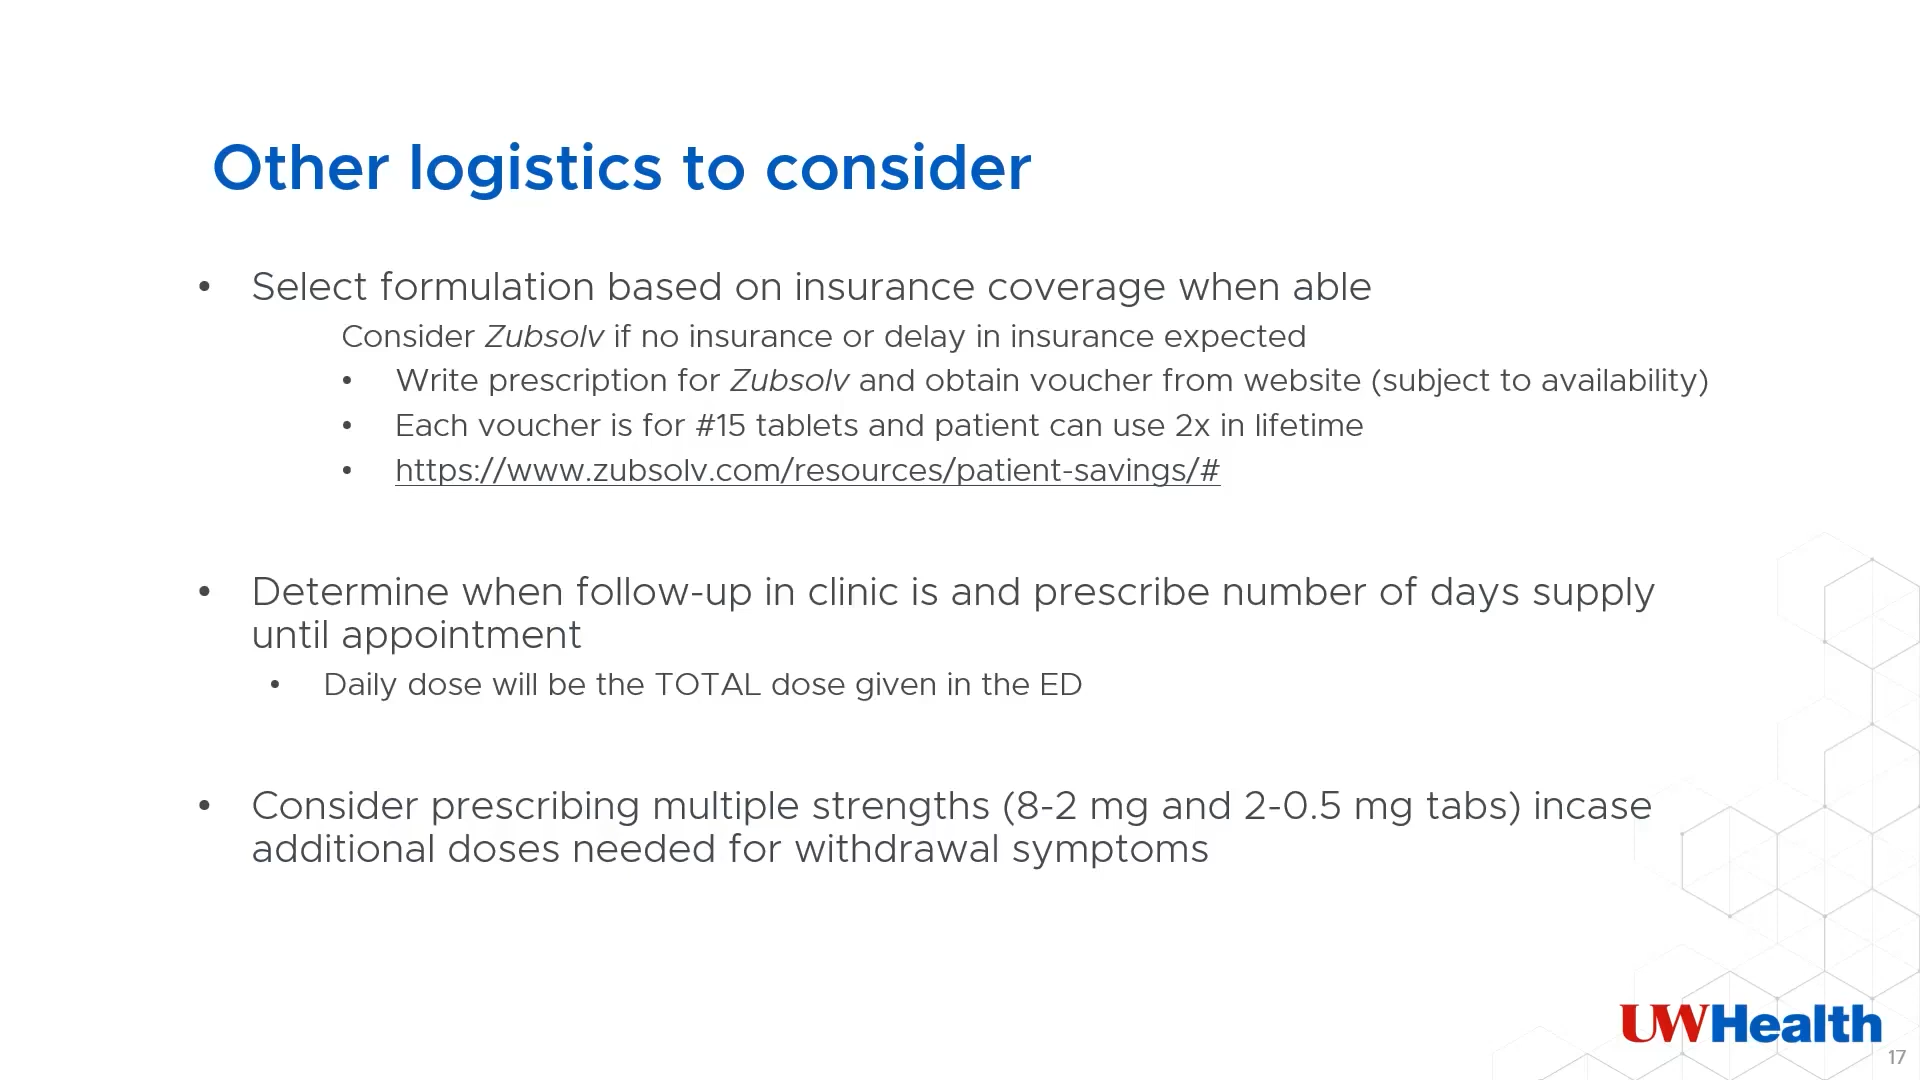 Other logistics to consider
• Select formulation based on insurance coverage when able
Consider Zubsolv if no insurance or delay in insurance expected
• Write prescription for Zubsolv and obtain voucher from website (subject to availability)
• Each voucher is for #15 tablets and patient can use 2x in lifetime
• https://www.zubsolv.com/resources/patient-savings/#
• Determine when follow-up in clinic is and prescribe number of days supply
until appointment
• Daily dose will be the TOTAL dose given in the ED
• Consider prescribing multiple strengths (8-2 mg and 2-0.5 mg tabs) incase
additional doses needed for withdrawal symptoms
UWHealth
17